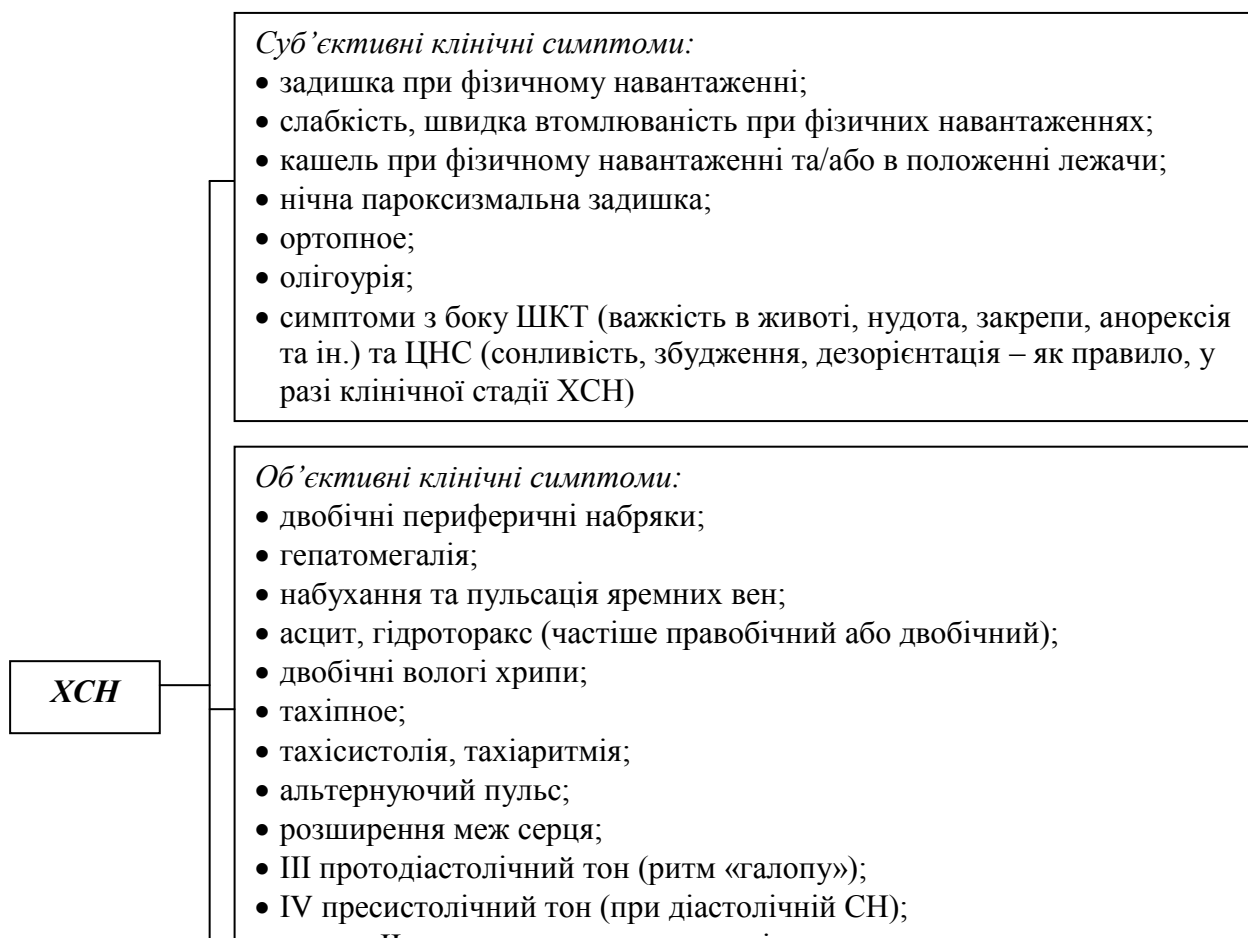 Суб’єктивні клінічні симптоми:
• задишка при фізичному навантаженні;
• слабкість, швидка втомлюваність при фізичних навантаженнях;
• кашель при фізичному навантаженні та/або в положенні лежачи;
• нічна пароксизмальна задишка;
• ортопное;
• олігоурія;
• симптоми з боку ШКТ (важкість в животі, нудота, закрепи, анорексія
та ін.) та ЦНС (сонливість, збудження, дезорієнтація – як правило, у
разі клінічної стадії ХСН)
Об’єктивні клінічні симптоми:
• двобічні периферичні набряки;
• гепатомегалія;
• набухання та пульсація яремних вен;
• асцит, гідроторакс (частіше правобічний або двобічний);
• двобічні вологі хрипи;
• тахіпное;
• тахісистолія, тахіаритмія;
• альтернуючий пульс;
• розширення меж серця;
• III протодіастолічний тон (ритм «галопу»);
• IV пресистолічний тон (при діастолічній СН);
ХСН